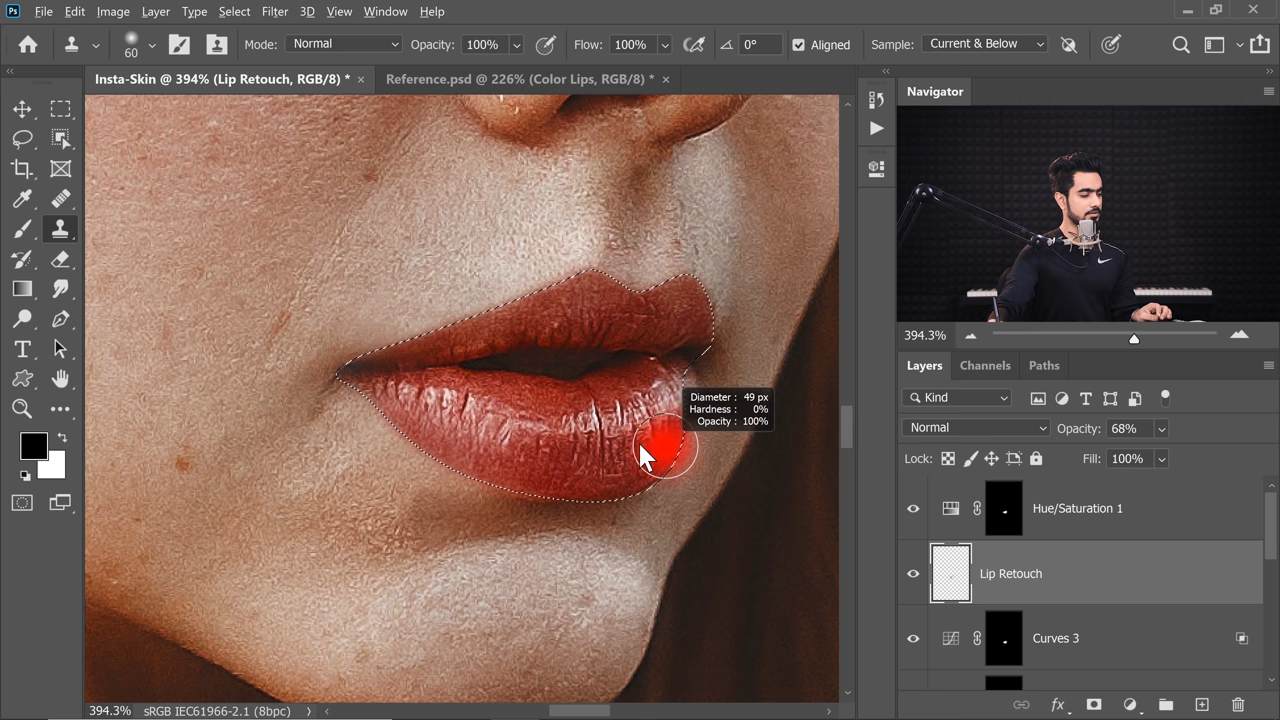 Ps File Edit Image Layer Type Select Filter 3D View Window Help
60 Mode: Normal Opacity: 100% Flow: 100% 0° Aligned Sample: Current & Below
Insta-Skin @ 394% (Lip Retouch, RGB/8) * × Reference.psd @ 226% (Color Lips, RGB/8) * ×
Navigator
394.3%
Layers Channels Paths
Kind
Normal Opacity: 68%
Lock: Fill: 100%
Diameter : 49 px
Hardness : 0%
Opacity : 100%
Hue/Saturation 1
Lip Retouch
Curves 3
394.3% sRGB IEC61966-2.1 (8bpc)